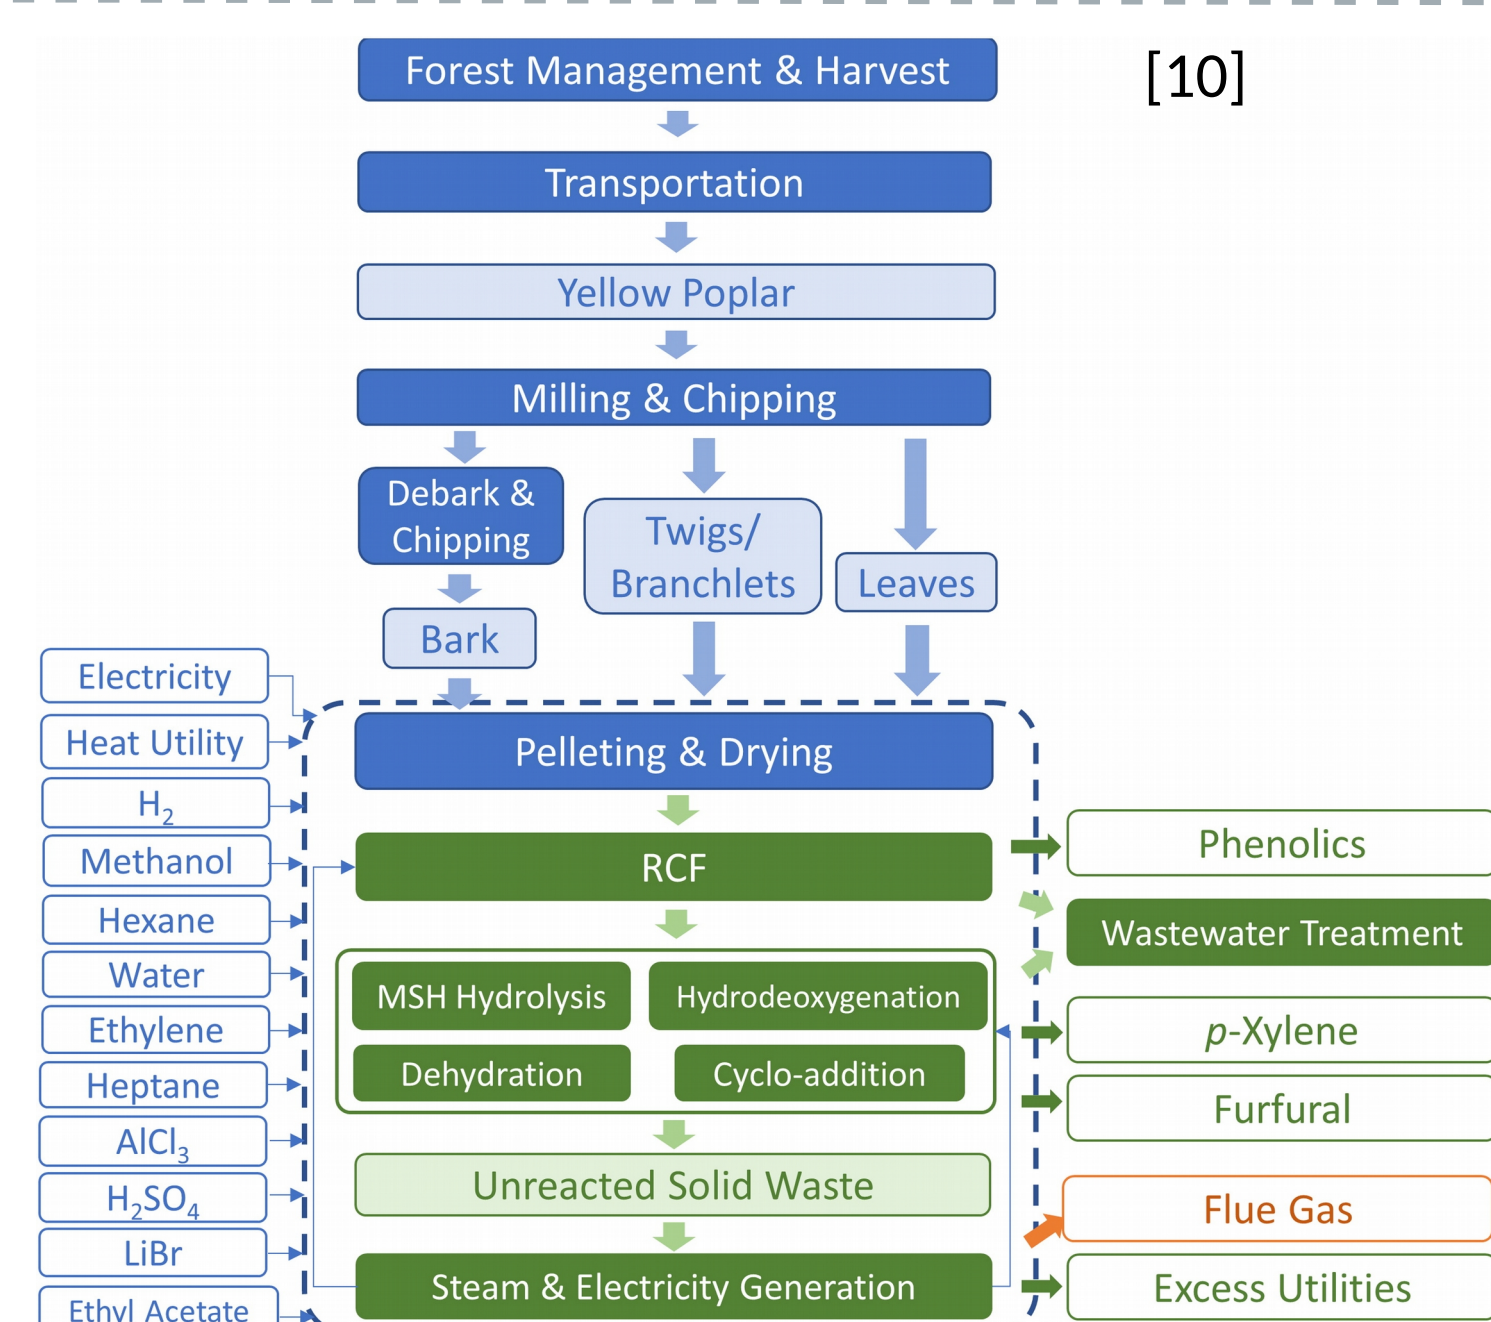 Forest Management & Harvest
[10]
Transportation
Yellow Poplar
Milling & Chipping
Debark &
Chipping
Twigs/
Branchlets
Leaves
Bark
Electricity
Heat Utility
H₂
Methanol
Hexane
Water
Ethylene
Heptane
AlCl₃
H₂SO₄
LiBr
Ethyl Acetate
Pelleting & Drying
RCF
MSH Hydrolysis
Hydrodeoxygenation
Dehydration
Cyclo-addition
Unreacted Solid Waste
Steam & Electricity Generation
Phenolics
Wastewater Treatment
p-Xylene
Furfural
Flue Gas
Excess Utilities